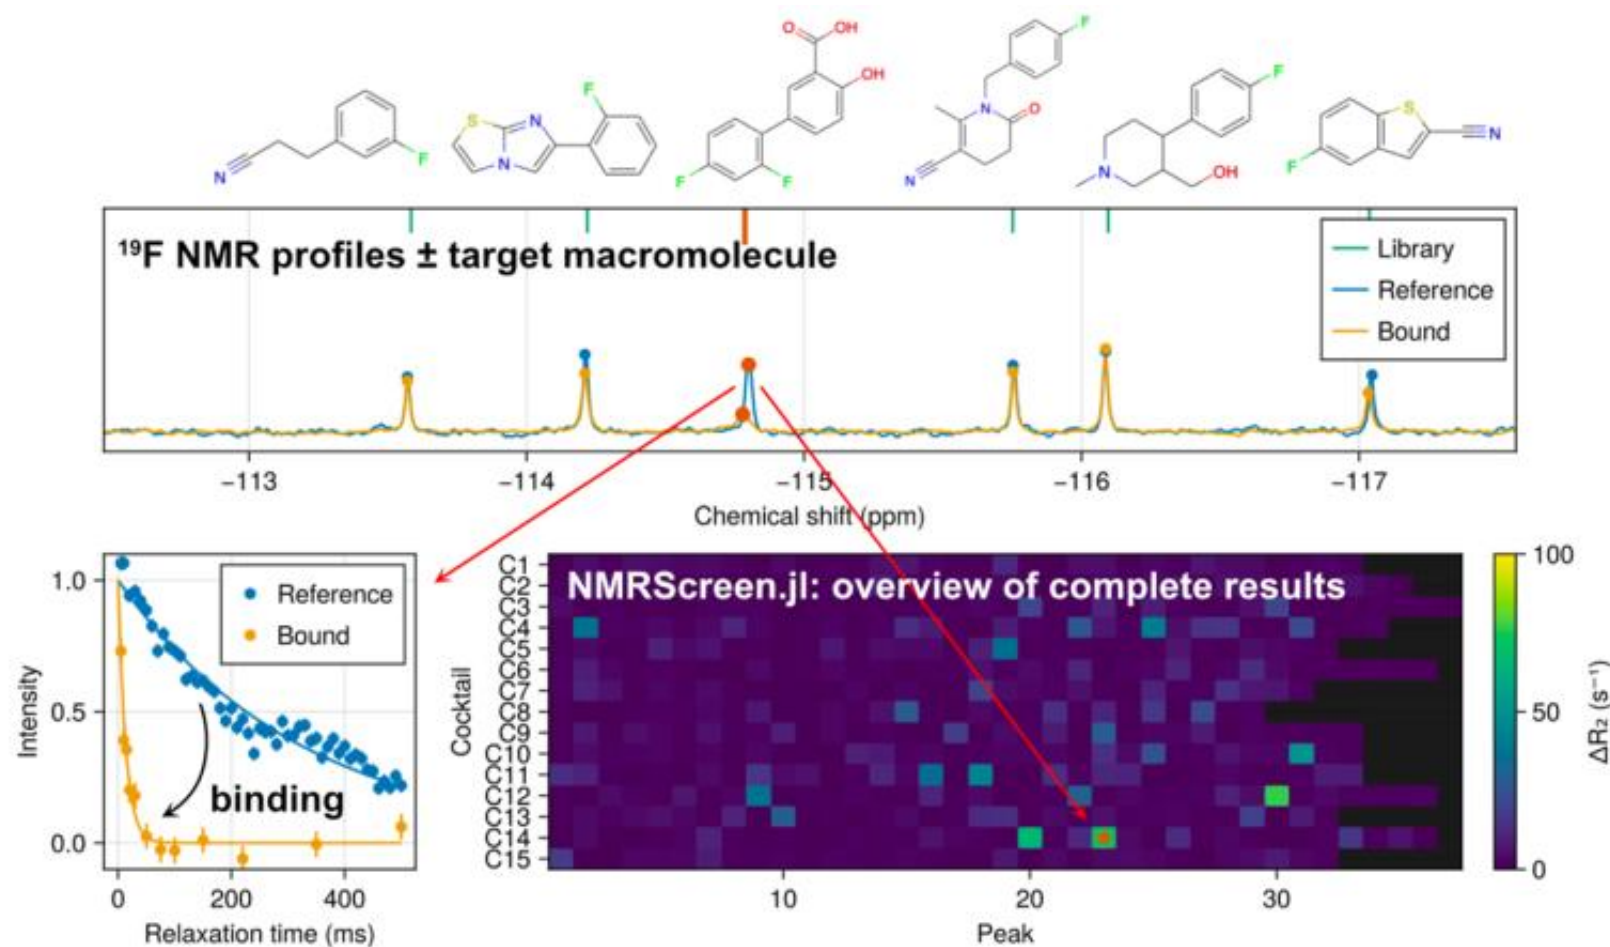 F
O
OH
OH
F
N
O
F
S
N
F
S
N
N
F
N
F
F
N
N
OH
F
¹⁹F NMR profiles ± target macromolecule
Library
Reference
Bound
−113
−114
−115
−116
−117
Chemical shift (ppm)
1.0
0.5
0.0
Intensity
Reference
Bound
binding
0
200
400
Relaxation time (ms)
NMRScreen.jl: overview of complete results
C1
C2
C3
C4
C5
C6
C7
C8
C9
C10
C11
C12
C13
C14
C15
Cocktail
10
20
30
Peak
100
50
0
ΔR₂ (s⁻¹)